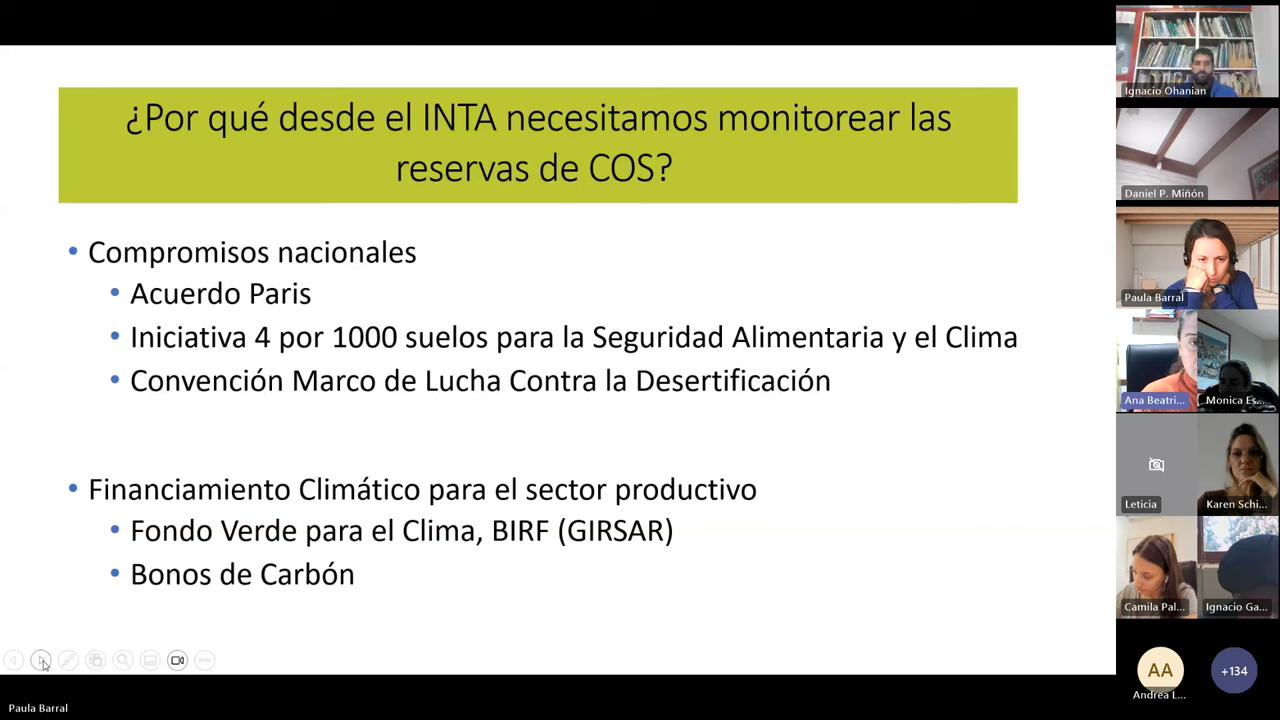 ¿Por qué desde el INTA necesitamos monitorear las
reservas de COS?
• Compromisos nacionales
• Acuerdo Paris
• Iniciativa 4 por 1000 suelos para la Seguridad Alimentaria y el Clima
• Convención Marco de Lucha Contra la Desertificación
• Financiamiento Climático para el sector productivo
• Fondo Verde para el Clima, BIRF (GIRSAR)
• Bonos de Carbón
Paula Barral
Ignacio Ohanian
Daniel P. Miñón
Paula Barral
Ana Beatri...
Monica Es...
Leticia
Karen Schi...
Camila Pal...
Ignacio Ga...
AA
Andrea L...
+134